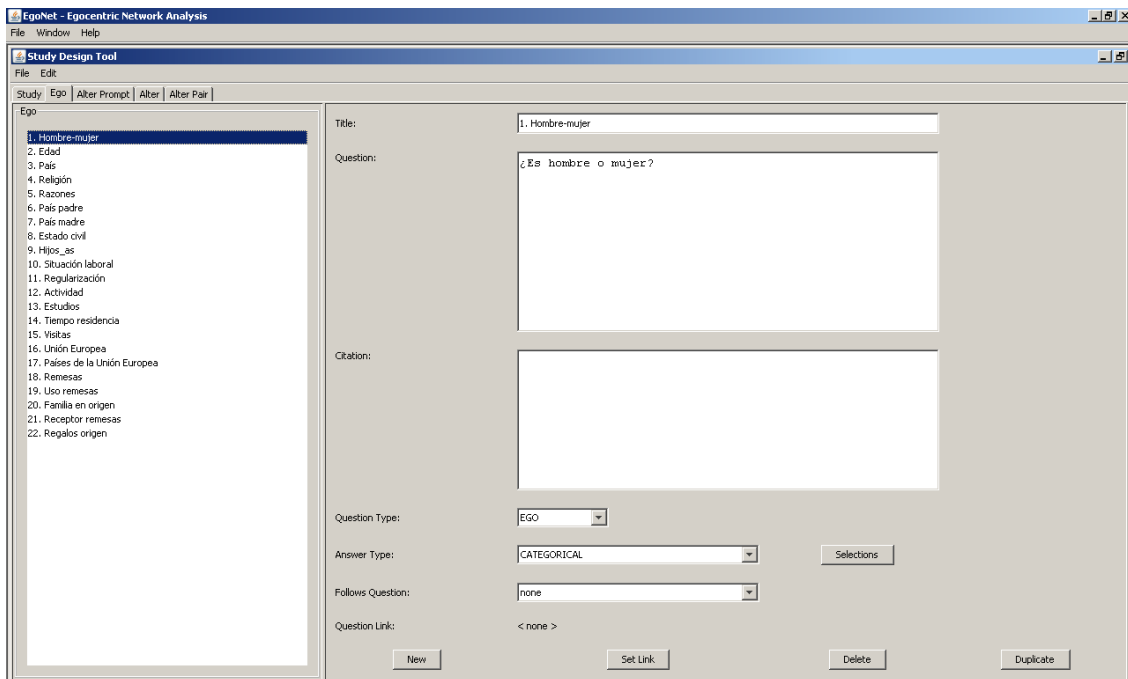 EgoNet - Egocentric Network Analysis
File Window Help
Study Design Tool
File Edit
Study Ego Alter Prompt Alter Alter Pair
Ego
1. Hombre-mujer
2. Edad
3. País
4. Religión
5. Razones
6. País padre
7. País madre
8. Estado civil
9. Hijos_as
10. Situación laboral
11. Regularización
12. Actividad
13. Estudios
14. Tiempo residencia
15. Visitas
16. Unión Europea
17. Países de la Unión Europea
18. Remesas
19. Uso remesas
20. Familia en origen
21. Receptor remesas
22. Regalos origen
Title: 1. Hombre-mujer
Question: ¿Es hombre o mujer?
Citation:
Question Type: EGO
Answer Type: CATEGORICAL Selections
Follows Question: none
Question Link: < none >
New Set Link Delete Duplicate